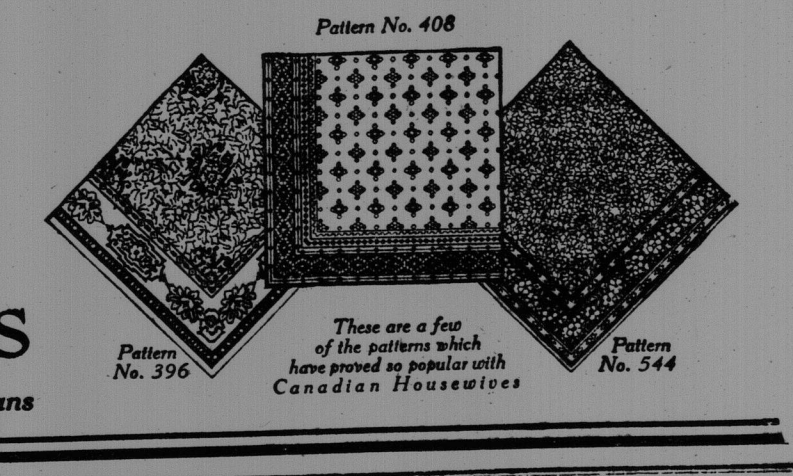 Pattern No. 408
S
ans
Pattern
No. 396
These are a few
of the patterns which
have proved so popular with
Canadian Housewives
Pattern
No. 544